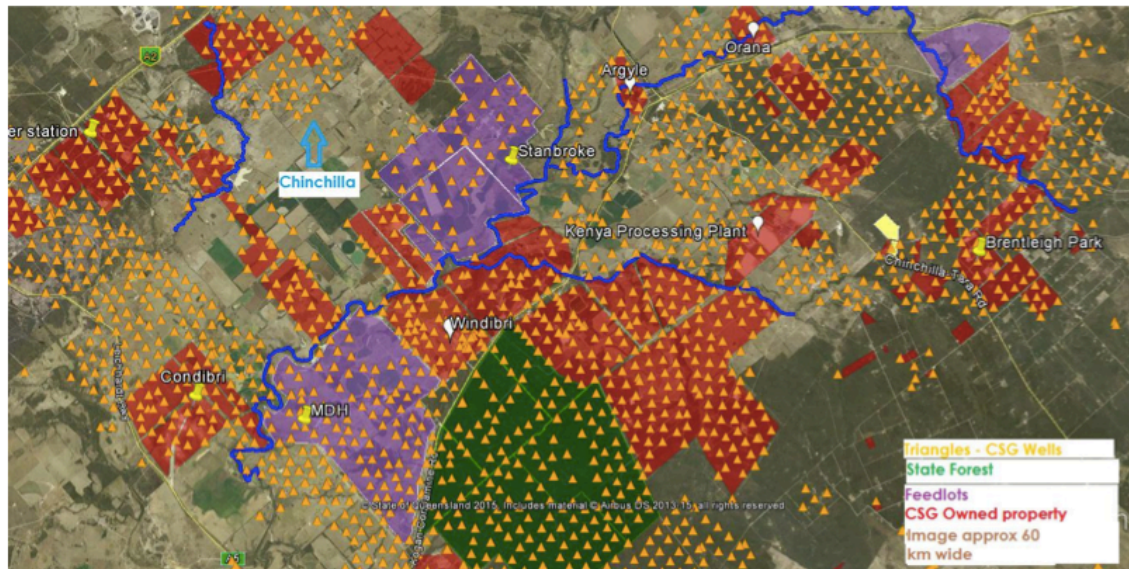 Orana
Argyle
er station
Stanbroke
Chinchilla
Kenya Processing Plant
Brentleigh Park
Chinchilla-Tara Rd
Windibri
Condibri
MDH
Triangles - CSG Wells
State Forest
Feedlots
CSG Owned property
Image approx 60
km wide
© State of Queensland 2015. Includes material © Airbus DS 2013-15, all rights reserved